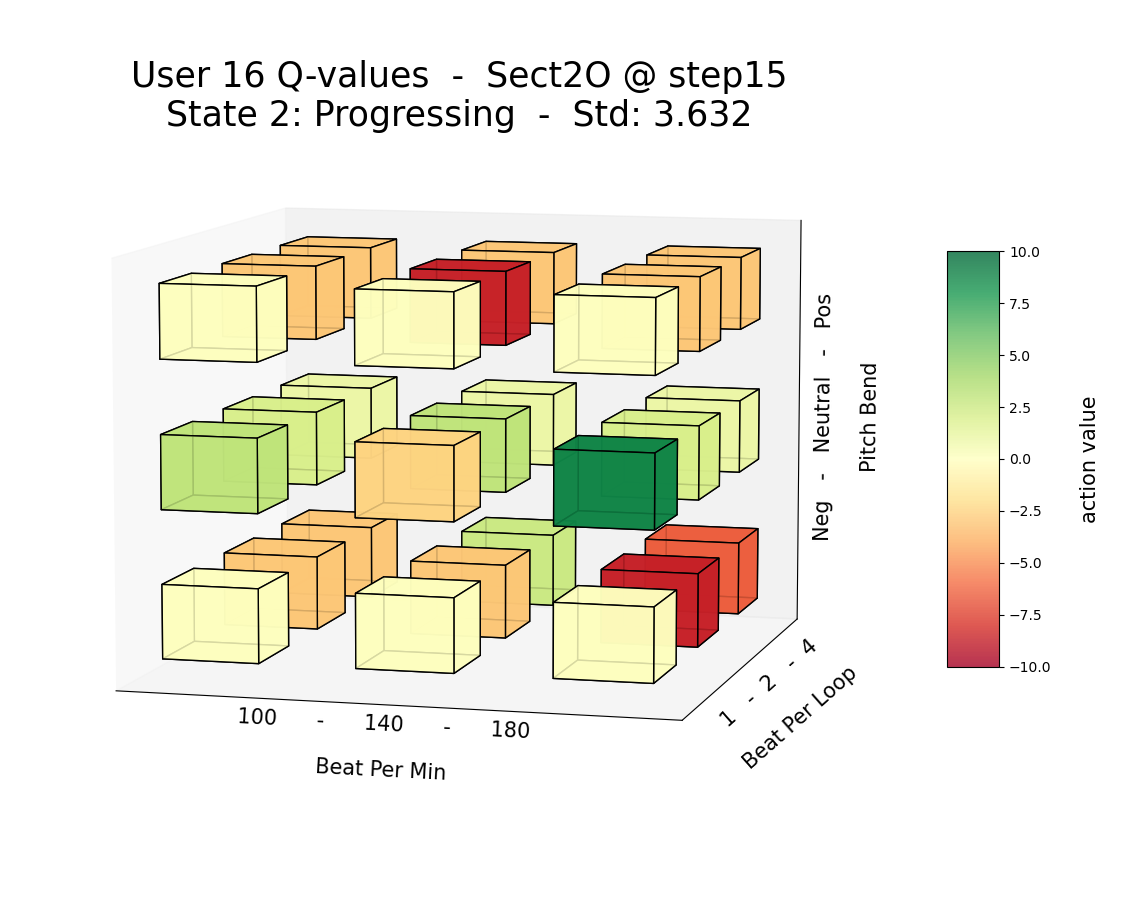 User 16 Q-values - Sect2O @ step15
State 2: Progressing - Std: 3.632
Neg - Neutral - Pos
Pitch Bend
100 - 140 - 180
Beat Per Min
1 - 2 - 4
Beat Per Loop
10.0
7.5
5.0
2.5
0.0
−2.5
−5.0
−7.5
−10.0
action value